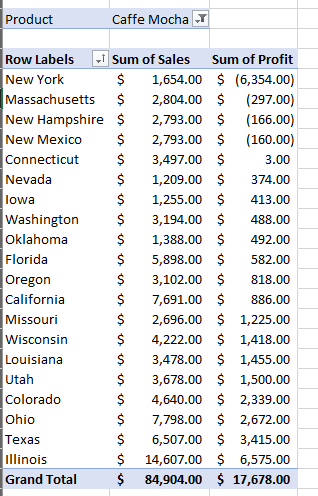 Product Caffe Mocha
Row Labels Sum of Sales Sum of Profit
New York $ 1,654.00 $ (6,354.00)
Massachusetts $ 2,804.00 $ (297.00)
New Hampshire $ 2,793.00 $ (166.00)
New Mexico $ 2,793.00 $ (160.00)
Connecticut $ 3,497.00 $ 3.00
Nevada $ 1,209.00 $ 374.00
Iowa $ 1,255.00 $ 413.00
Washington $ 3,194.00 $ 488.00
Oklahoma $ 1,388.00 $ 492.00
Florida $ 5,898.00 $ 582.00
Oregon $ 3,102.00 $ 818.00
California $ 7,691.00 $ 886.00
Missouri $ 2,696.00 $ 1,225.00
Wisconsin $ 4,222.00 $ 1,418.00
Louisiana $ 3,478.00 $ 1,455.00
Utah $ 3,678.00 $ 1,500.00
Colorado $ 4,640.00 $ 2,339.00
Ohio $ 7,798.00 $ 2,672.00
Texas $ 6,507.00 $ 3,415.00
Illinois $ 14,607.00 $ 6,575.00
Grand Total $ 84,904.00 $ 17,678.00